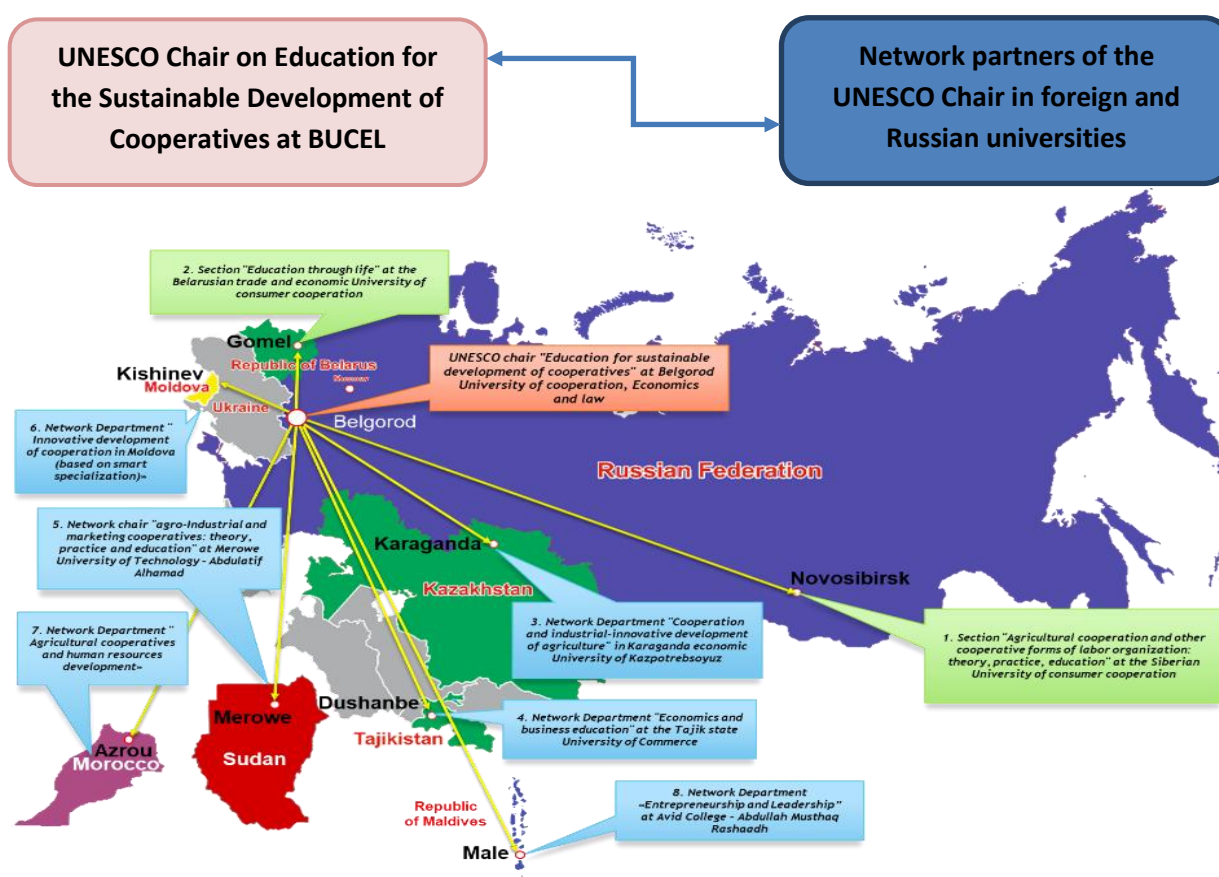 UNESCO Chair on Education for
the Sustainable Development of
Cooperatives at BUCEL
Network partners of the
UNESCO Chair in foreign and
Russian universities
2. Section "Education through life" at the
Belarusian trade and economic University of
consumer cooperation
Gomel
Republic of Belarus
Kishinev
Moldova
Ukraine
UNESCO chair "Education for sustainable
development of cooperatives" at Belgorod
University of cooperation, Economics
and law
Belgorod
6. Network Department "
Innovative development
of cooperation in Moldova
(based on smart
specialization)»
Russian Federation
5. Network chair "agro-Industrial and
marketing cooperatives: theory,
practice and education" at Merowe
University of Technology - Abdulatif
Alhamad
Karaganda
Kazakhstan
Novosibirsk
3. Network Department "Cooperation
and industrial-innovative development
of agriculture" in Karaganda economic
University of Kazpotrebsoyuz
1. Section "Agricultural cooperation and other
cooperative forms of labor organization:
theory, practice, education" at the Siberian
University of consumer cooperation
7. Network Department "
Agricultural cooperatives
and human resources
development»
Merowe
Sudan
Dushanbe
Tajikistan
4. Network Department "Economics and
business education" at the Tajik state
University of Commerce
Azrou
Morocco
Republic
of Maldives
Male
8. Network Department
«Entrepreneurship and Leadership"
at Avid College - Abdullah Musthaq
Rashaadh